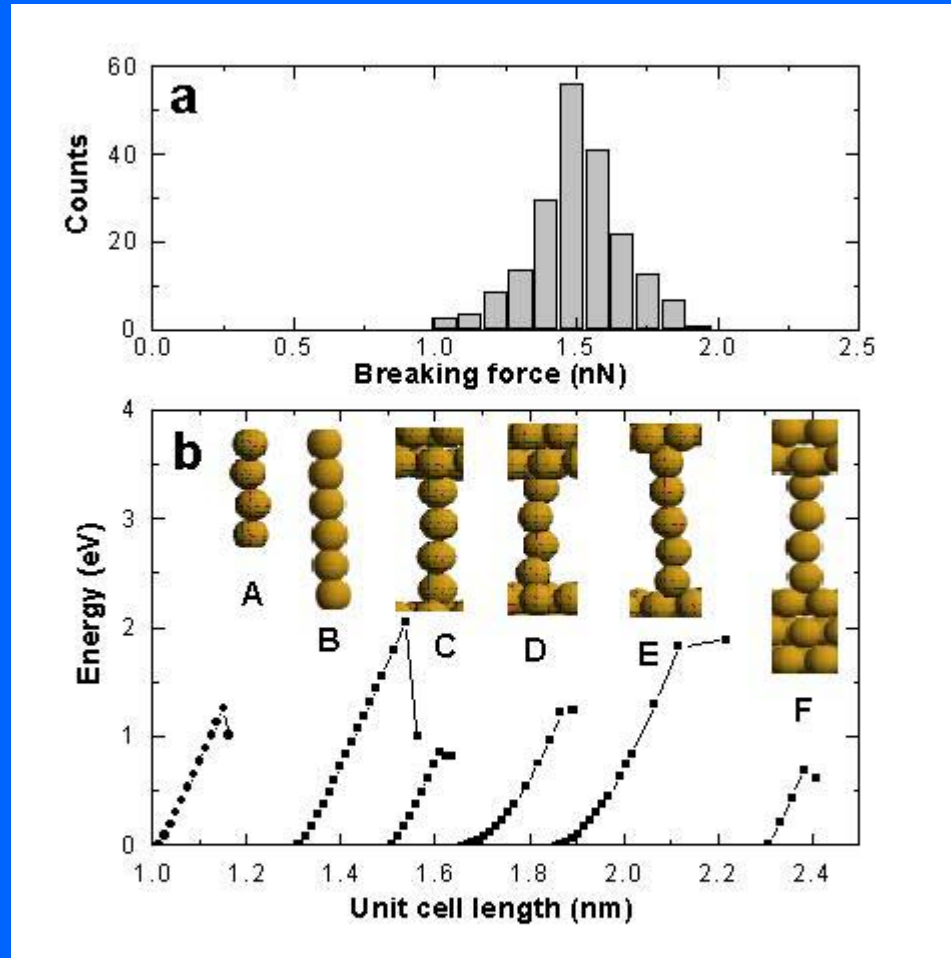 a
60
40
20
0
Counts
0.0 0.5 1.0 1.5 2.0 2.5
Breaking force (nN)
b
4
3
2
1
0
Energy (eV)
A
B
C
D
E
F
1.0 1.2 1.4 1.6 1.8 2.0 2.2 2.4
Unit cell length (nm)